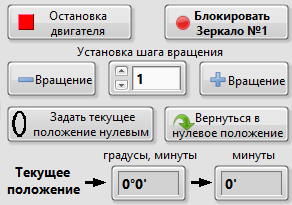 Остановка
двигателя
Блокировать
Зеркало №1
Установка шага вращения
Вращение
1
Вращение
Задать текущее
положение нулевым
Вернуться в
нулевое положение
градусы, минуты
минуты
Текущее
положение
0°0'
0'